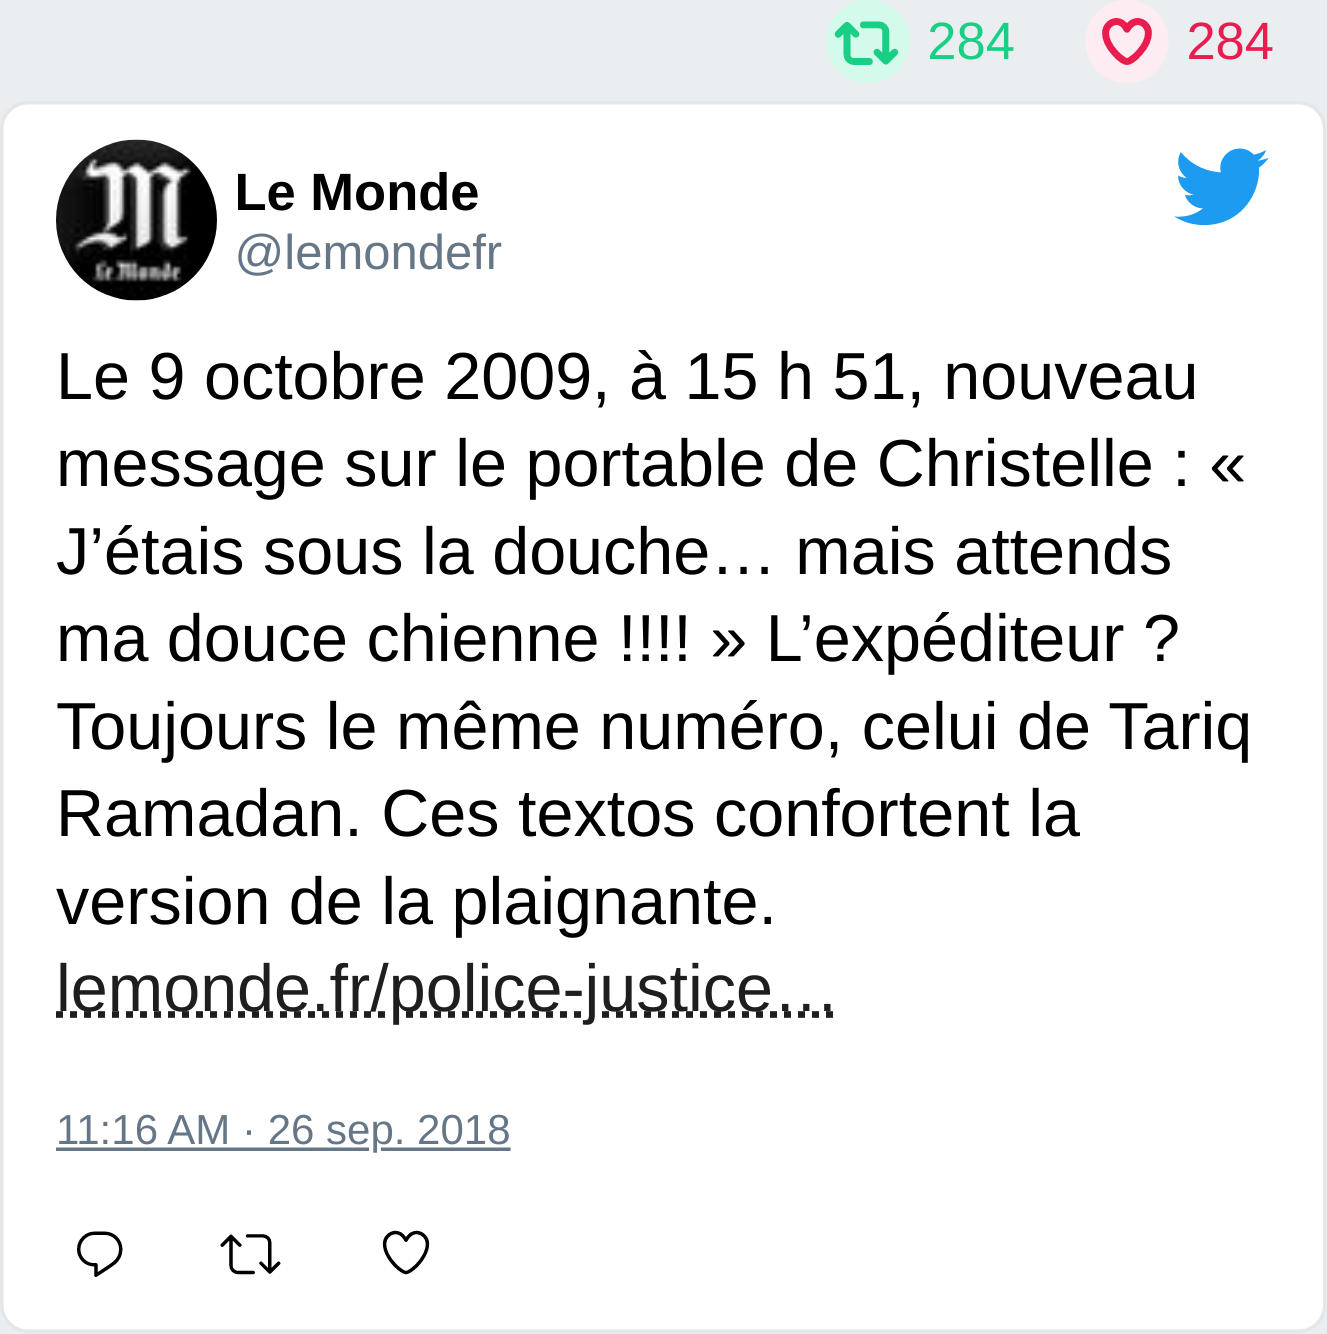 284 284
Le Monde
Le Monde
@lemondefr
Le 9 octobre 2009, à 15 h 51, nouveau
message sur le portable de Christelle : «
J’étais sous la douche… mais attends
ma douce chienne !!!! » L’expéditeur ?
Toujours le même numéro, celui de Tariq
Ramadan. Ces textos confortent la
version de la plaignante.
lemonde.fr/police-justice…
11:16 AM · 26 sep. 2018